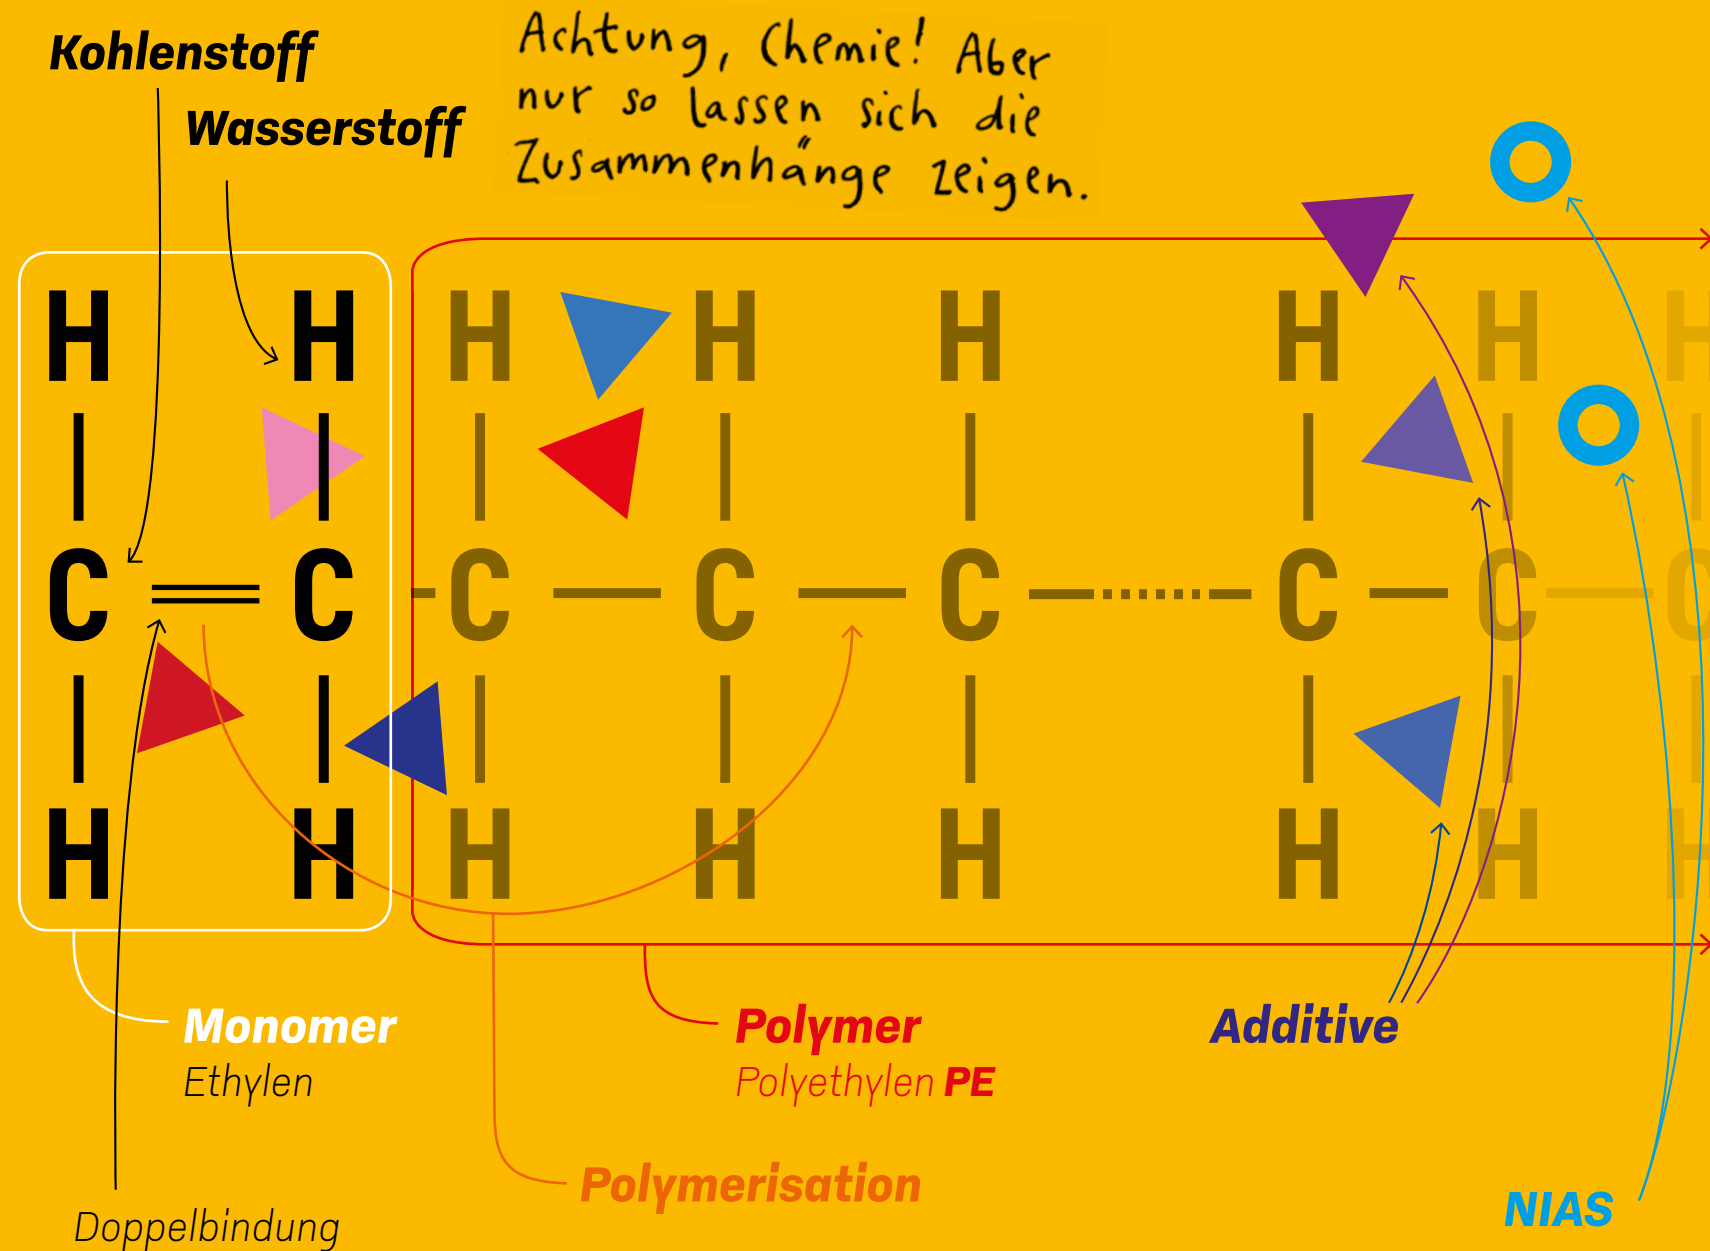 Kohlenstoff
Wasserstoff
Achtung, Chemie! Aber
nur so lassen sich die
Zusammenhänge zeigen.
H H H H H H H H
C C C C C C C C
H H H H H H H H
Monomer
Ethylen
Polymer
Polyethylen PE
Additive
Polymerisation
NIAS
Doppelbindung